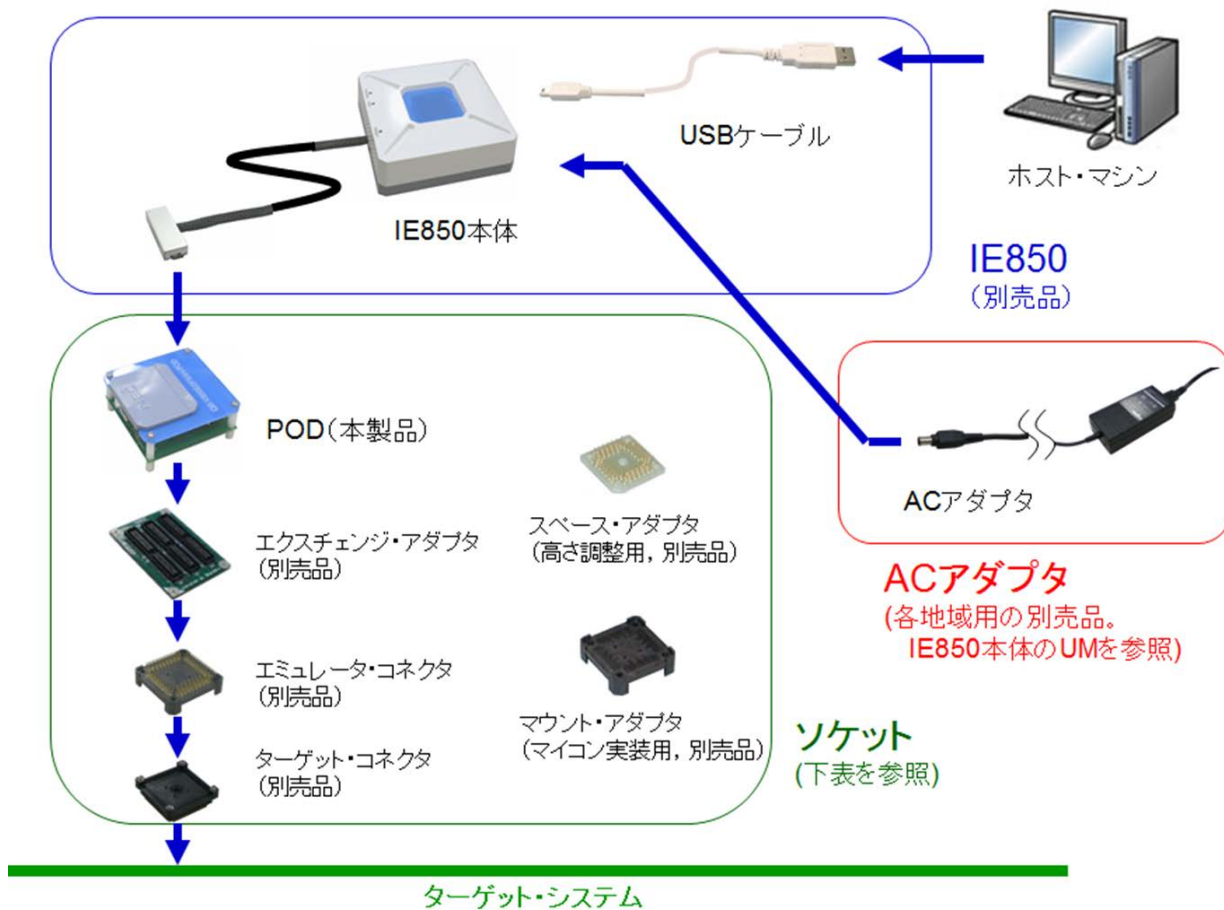 USBケーブル
ホスト・マシン
IE850本体
IE850
(別売品)
POD(本製品)
エクスチェンジ・アダプタ
(別売品)
スペース・アダプタ
(高さ調整用, 別売品)
ACアダプタ
ACアダプタ
(各地域用の別売品。
IE850本体のUMを参照)
エミュレータ・コネクタ
(別売品)
マウント・アダプタ
(マイコン実装用, 別売品)
ソケット
(下表を参照)
ターゲット・コネクタ
(別売品)
ターゲット・システム